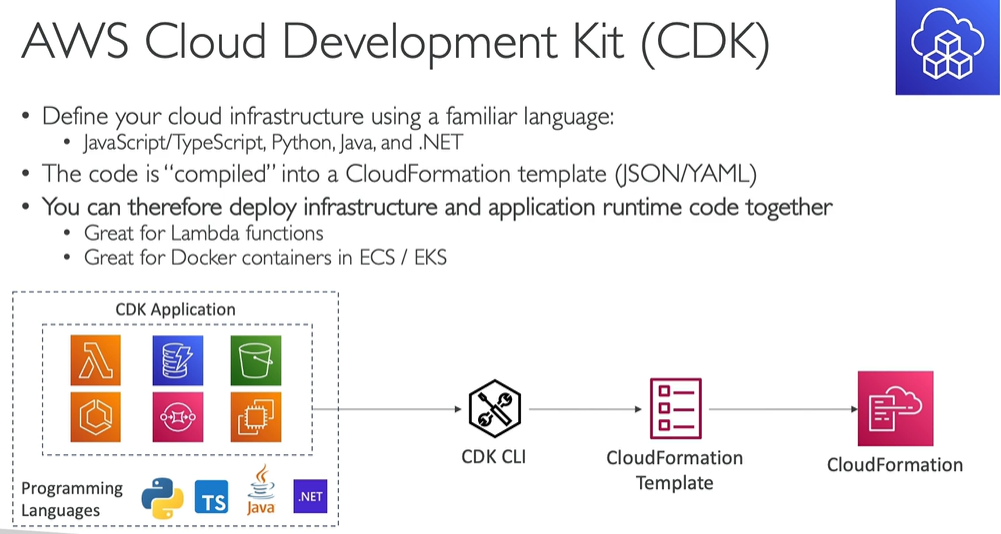 AWS Cloud Development Kit (CDK)
• Define your cloud infrastructure using a familiar language:
• JavaScript/TypeScript, Python, Java, and .NET
• The code is “compiled” into a CloudFormation template (JSON/YAML)
• You can therefore deploy infrastructure and application runtime code together
• Great for Lambda functions
• Great for Docker containers in ECS / EKS
CDK Application
CDK CLI
CloudFormation
Template
CloudFormation
Programming
Languages
TS
Java
.NET